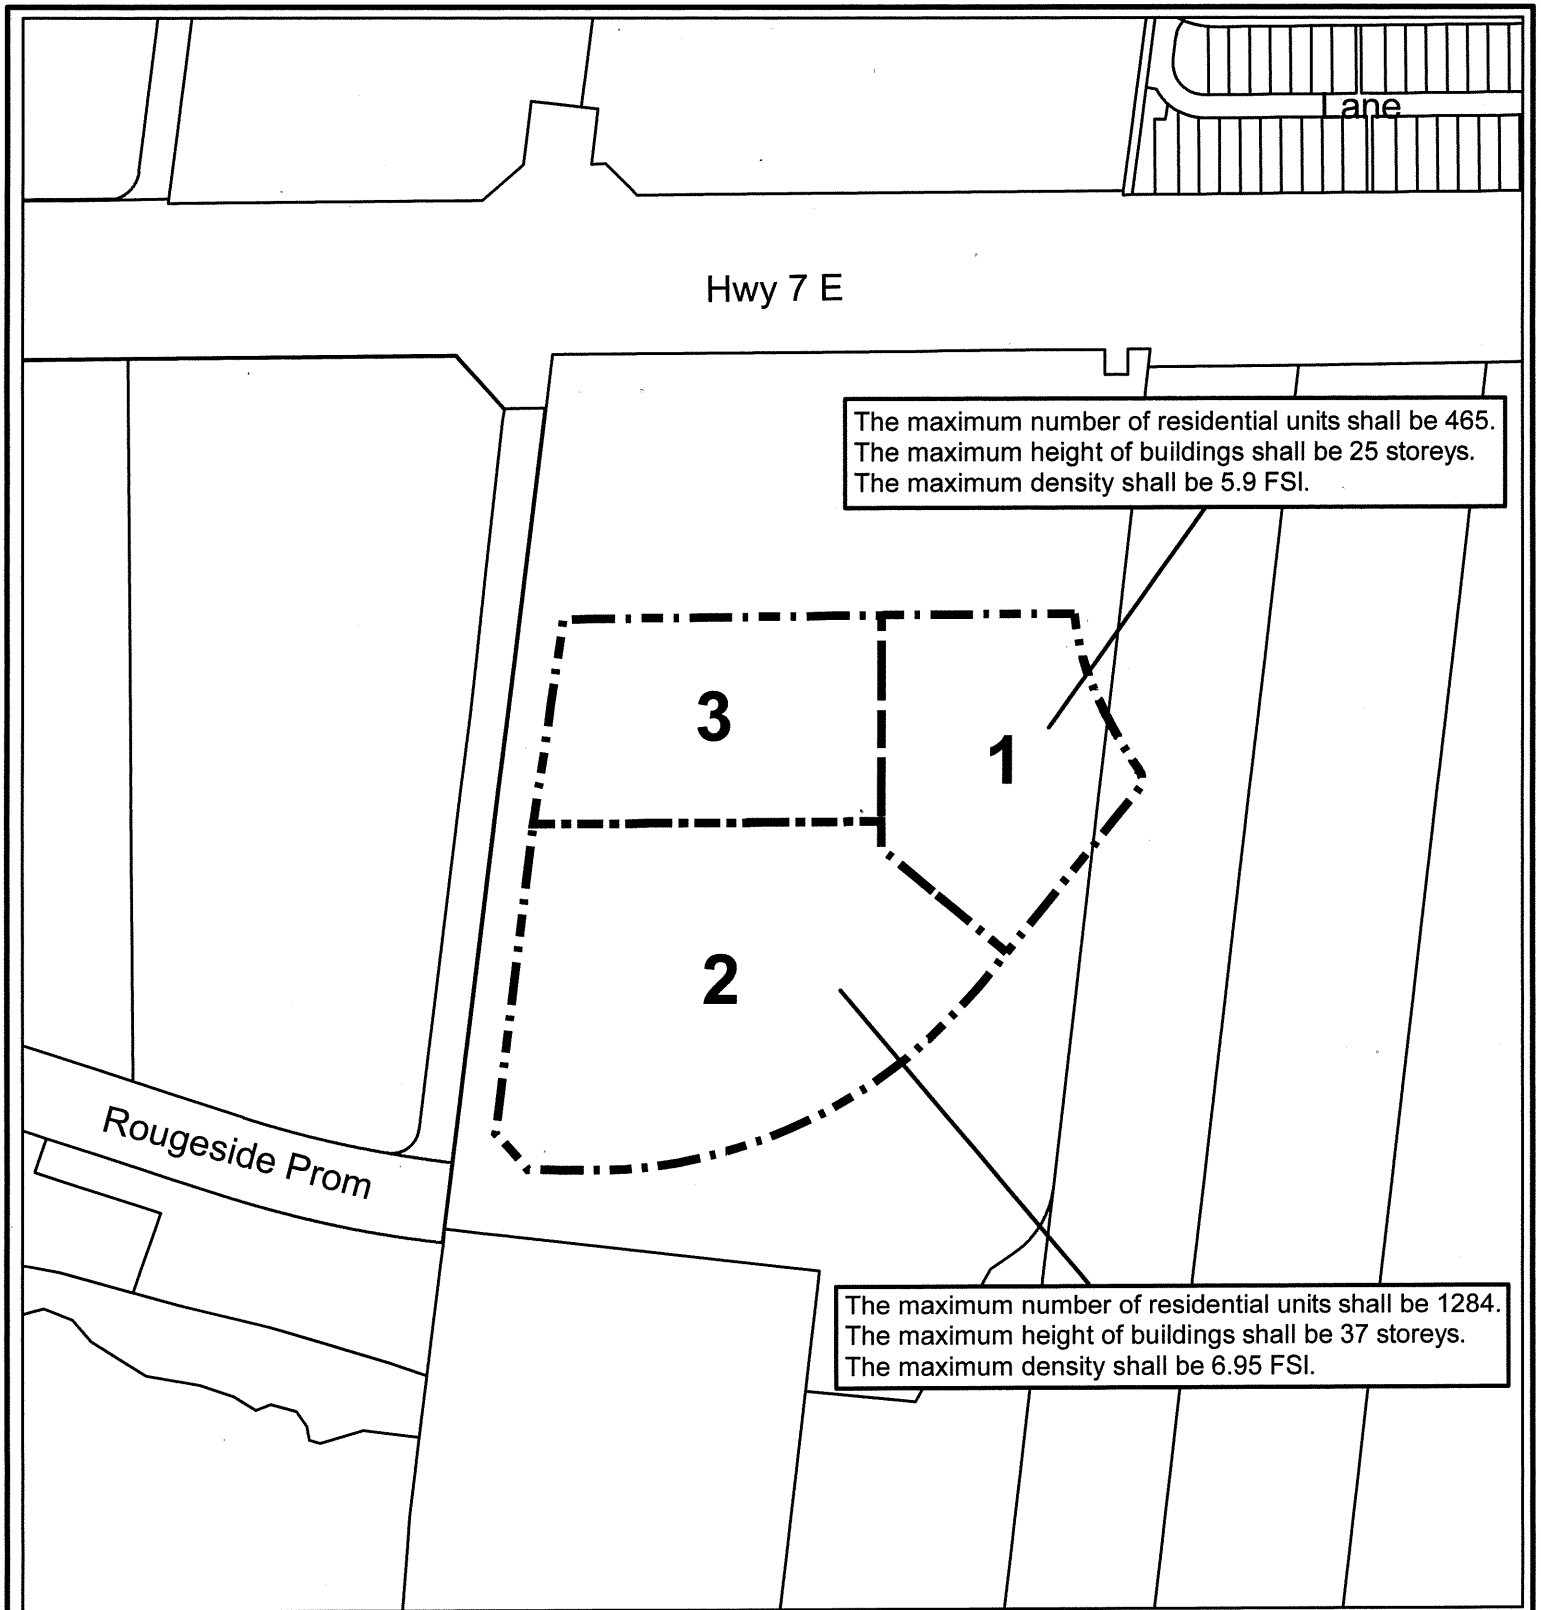 Lane
Hwy 7 E
The maximum number of residential units shall be 465.
The maximum height of buildings shall be 25 storeys.
The maximum density shall be 5.9 FSI.
3
1
2
Rougeside Prom
The maximum number of residential units shall be 1284.
The maximum height of buildings shall be 37 storeys.
The maximum density shall be 6.95 FSI.